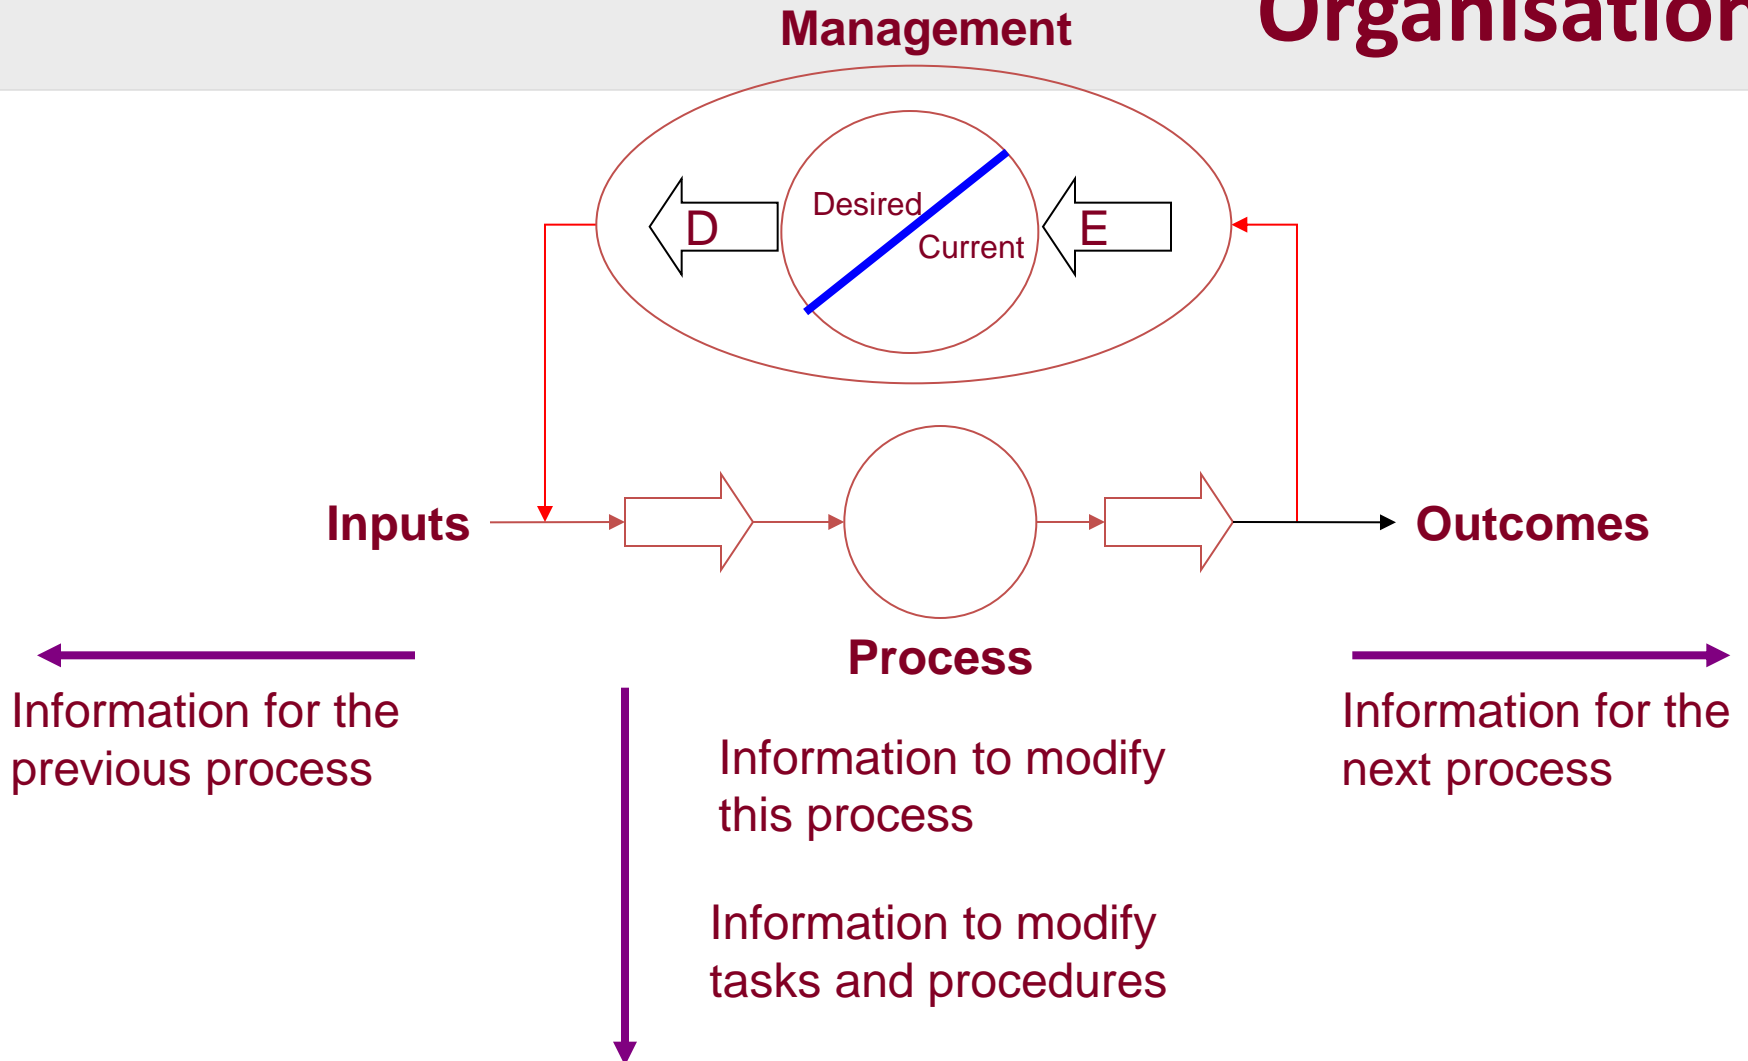 Organisation
Management
D
Desired
Current
E
Inputs
Outcomes
Process
Information for the
previous process
Information to modify
this process
Information for the
next process
Information to modify
tasks and procedures